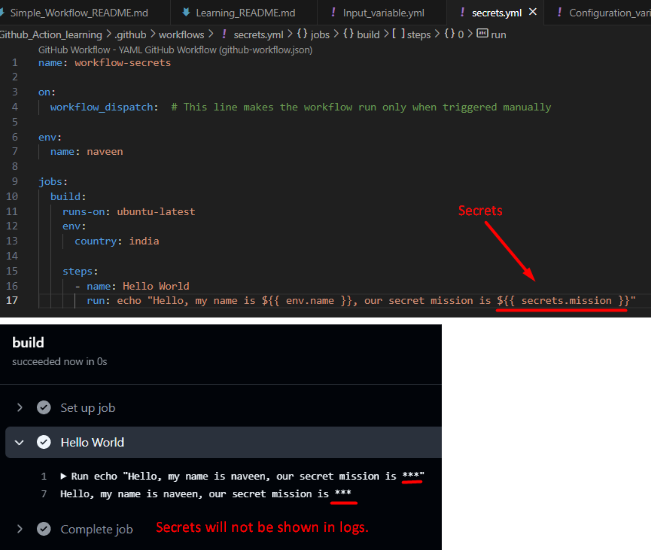 Simple_Workflow_README.md Learning_README.md ! Input_variable.yml ! secrets.yml × ! Configuration_vari
Github_Action_learning > .github > workflows > ! secrets.yml > {} jobs > {} build > [ ] steps > {} 0 > abc run
GitHub Workflow - YAML GitHub Workflow (github-workflow.json)
1 name: workflow-secrets
2
3 on:
4 workflow_dispatch: # This line makes the workflow run only when triggered manually
5
6 env:
7 name: naveen
8
9 jobs:
10 build:
11 runs-on: ubuntu-latest
Secrets
12 env:
13 country: india
14
15 steps:
16 - name: Hello World
17 run: echo "Hello, my name is ${{ env.name }}, our secret mission is ${{ secrets.mission }}"
build
succeeded now in 0s
Set up job
Hello World
1 ▶ Run echo "Hello, my name is naveen, our secret mission is ***"
7 Hello, my name is naveen, our secret mission is ***
Complete job
Secrets will not be shown in logs.